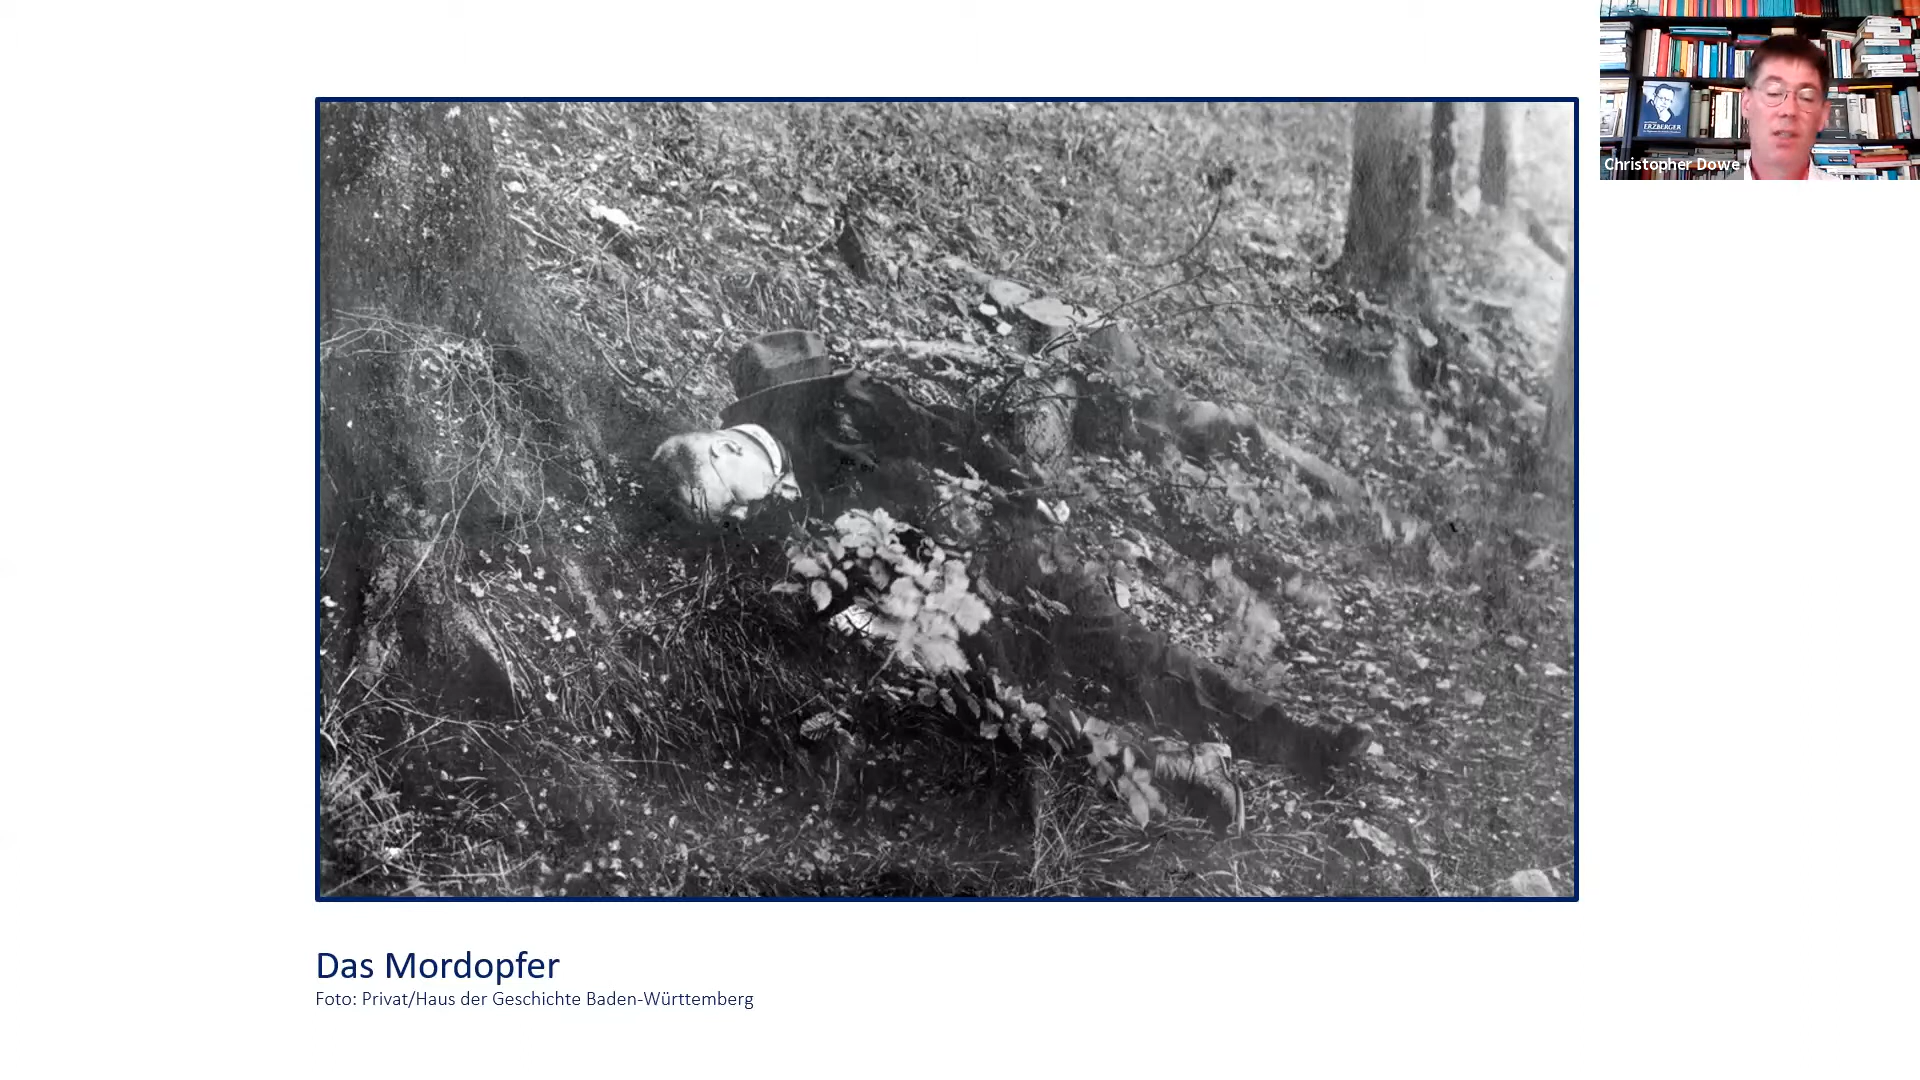 Das Mordopfer
Foto: Privat/Haus der Geschichte Baden-Württemberg
Christopher Dowe
ERZBERGER